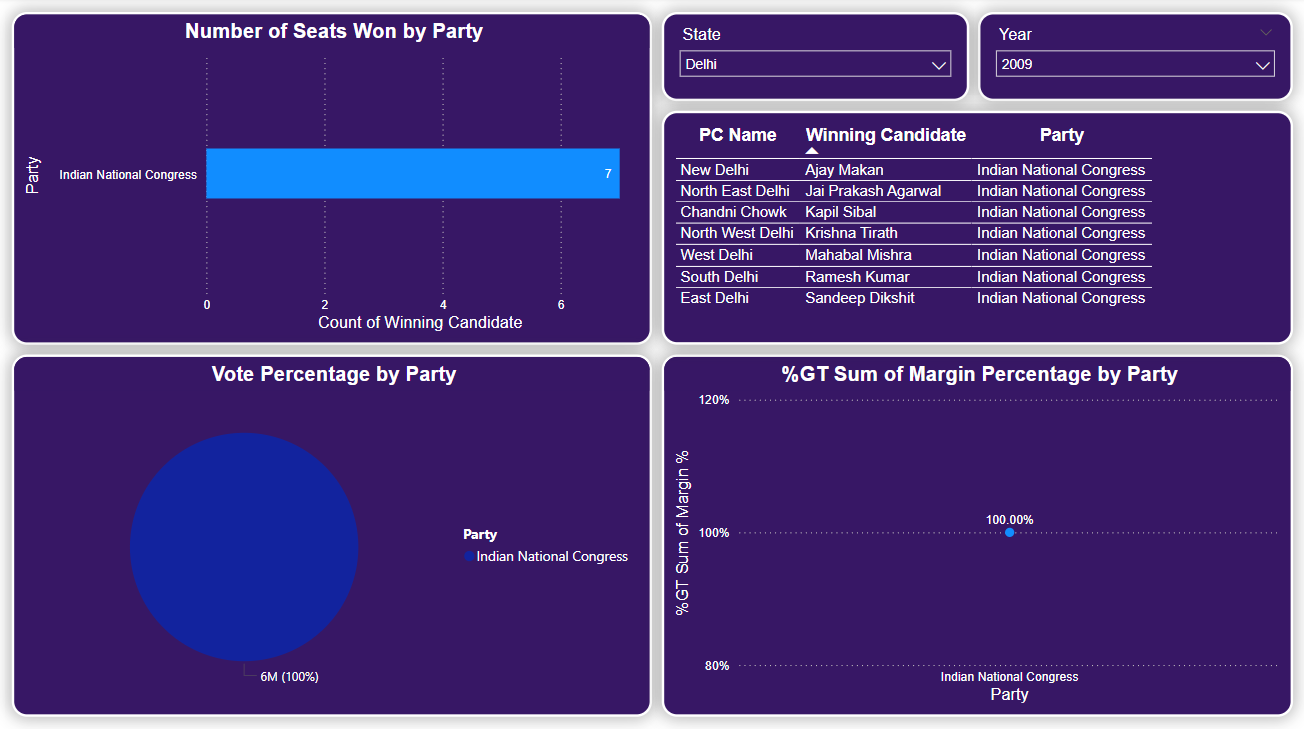 Number of Seats Won by Party
Party
Indian National Congress
7
0 2 4 6
Count of Winning Candidate
State
Delhi
Year
2009
PC Name Winning Candidate Party
New Delhi Ajay Makan Indian National Congress
North East Delhi Jai Prakash Agarwal Indian National Congress
Chandni Chowk Kapil Sibal Indian National Congress
North West Delhi Krishna Tirath Indian National Congress
West Delhi Mahabal Mishra Indian National Congress
South Delhi Ramesh Kumar Indian National Congress
East Delhi Sandeep Dikshit Indian National Congress
Vote Percentage by Party
Party
Indian National Congress
6M (100%)
%GT Sum of Margin Percentage by Party
%GT Sum of Margin %
120%
100%
80%
100.00%
Indian National Congress
Party